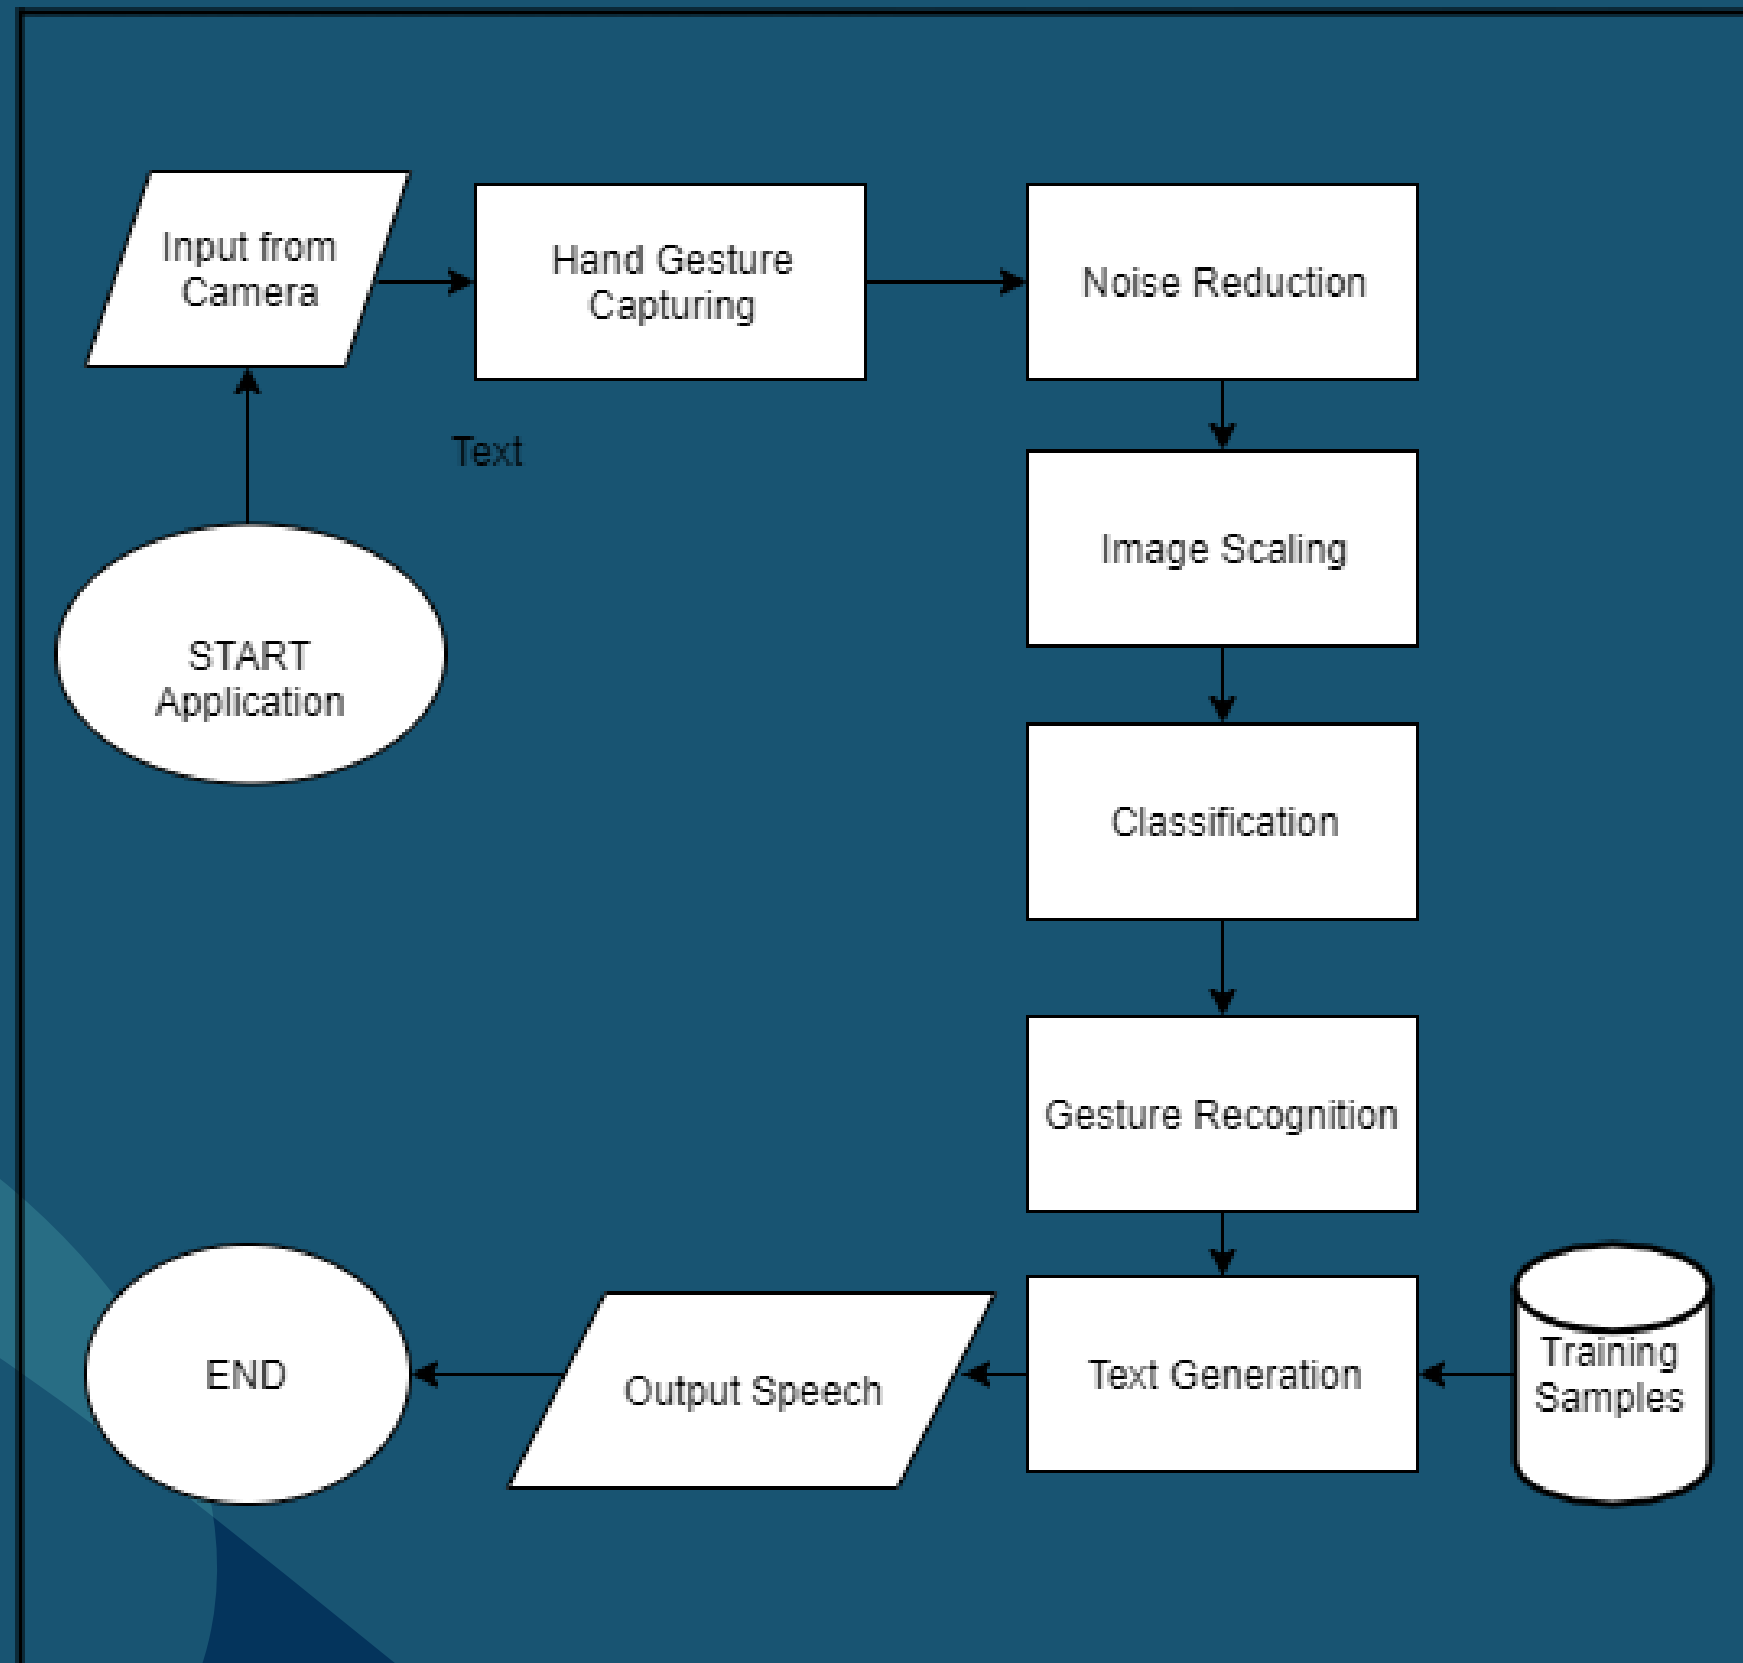 Input from
Camera
Hand Gesture
Capturing
Noise Reduction
Text
Image Scaling
START
Application
Classification
Gesture Recognition
END
Output Speech
Text Generation
Training
Samples